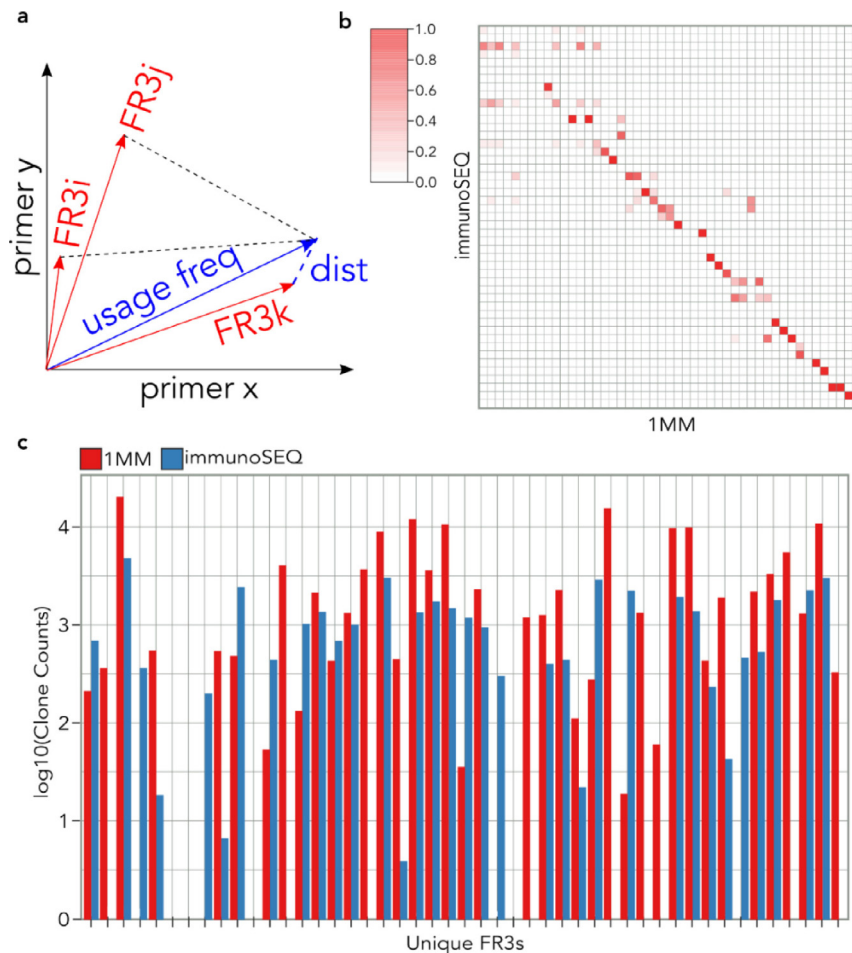 a
primer y
FR3i
FR3j
usage freq
dist
FR3k
primer x
b
1.0
0.8
0.6
0.4
0.2
0.0
immunoSEQ
1MM
c
1MM immunoSEQ
log10(Clone Counts)
4
3
2
1
0
Unique FR3s